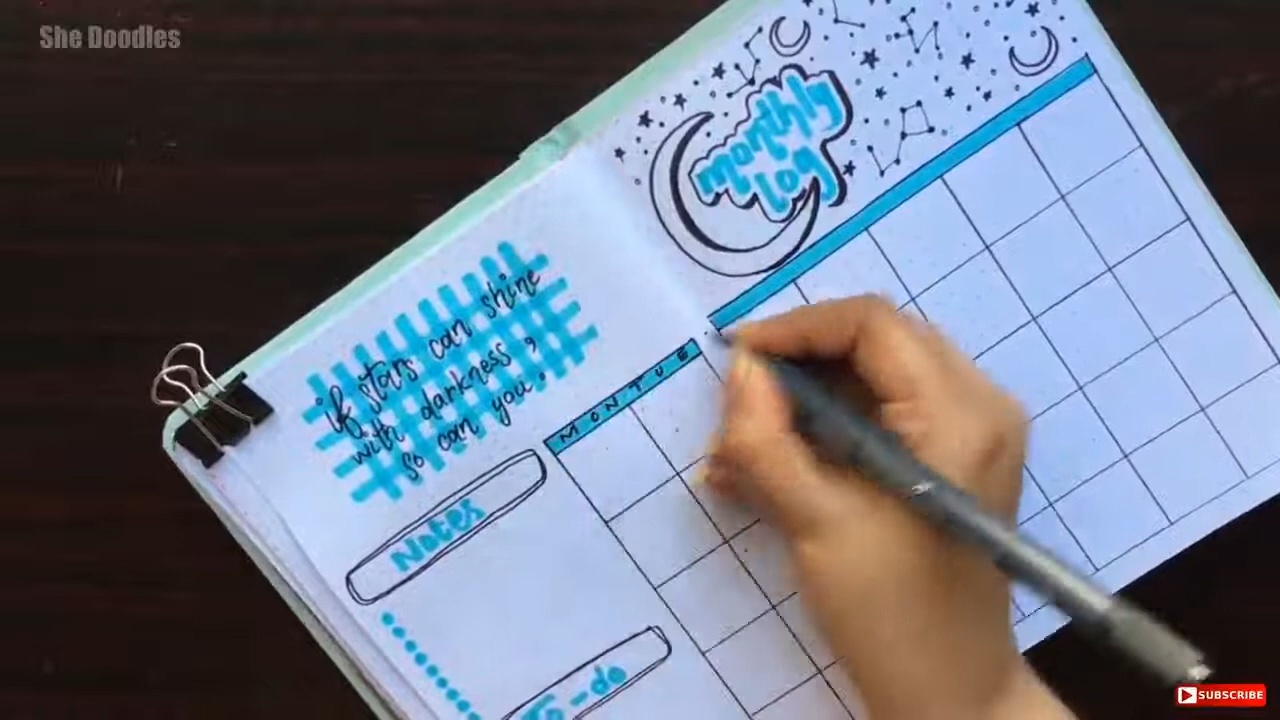 She Doodles
monthly
log
if stars can shine
with darkness,
so can you.
MON TUE
Notes
To-do
SUBSCRIBE